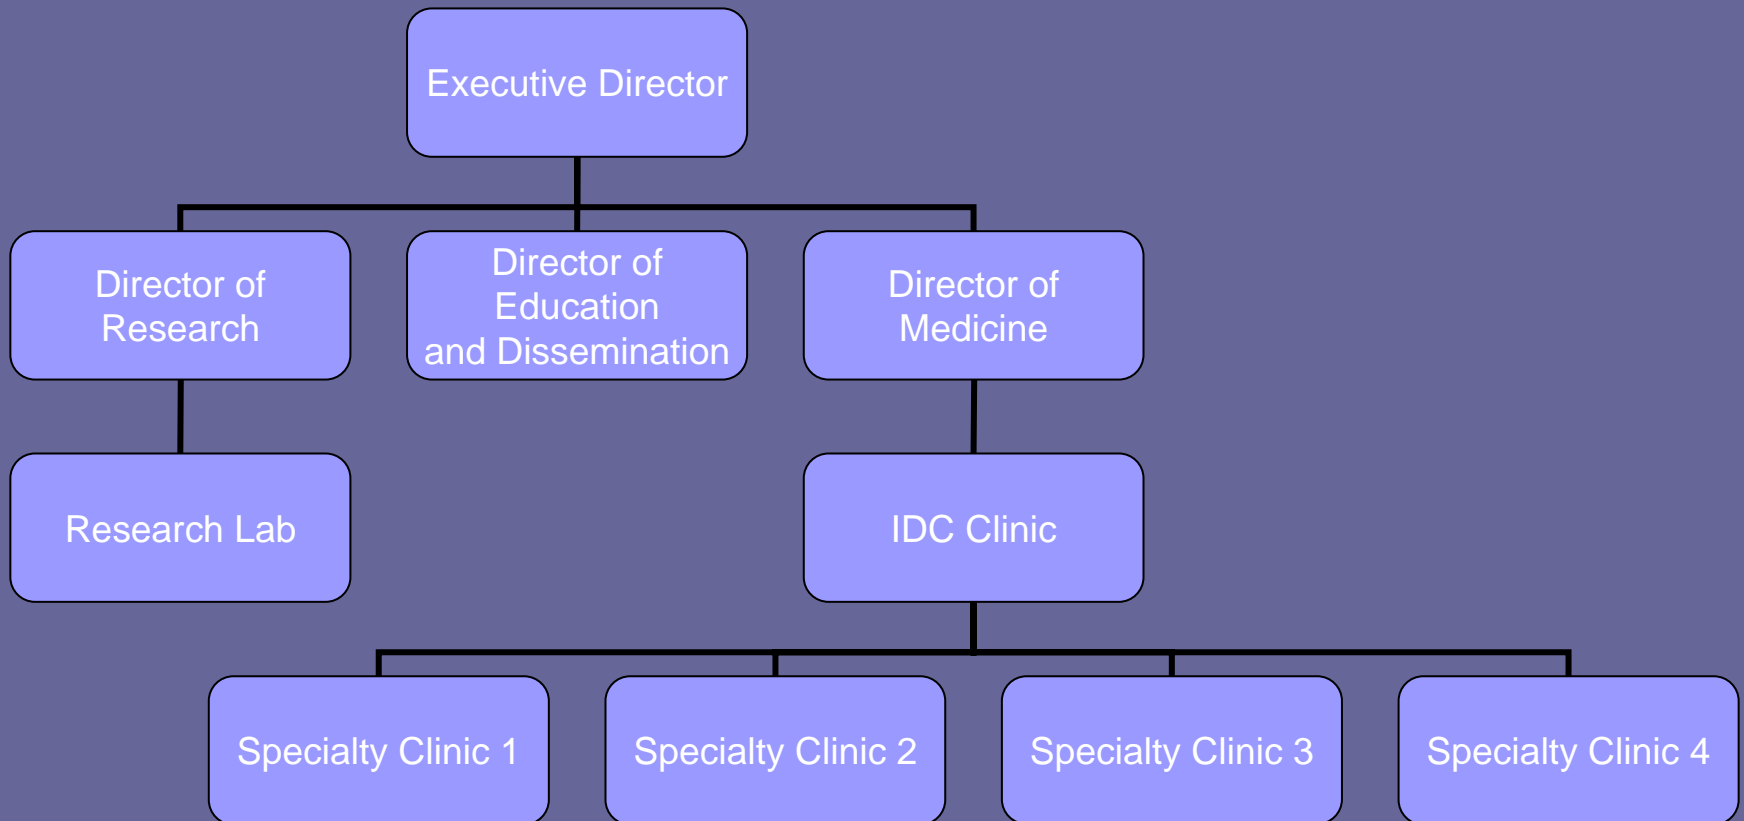 Executive Director
Director of
Research
Director of
Education
and Dissemination
Director of
Medicine
Research Lab
IDC Clinic
Specialty Clinic 1
Specialty Clinic 2
Specialty Clinic 3
Specialty Clinic 4